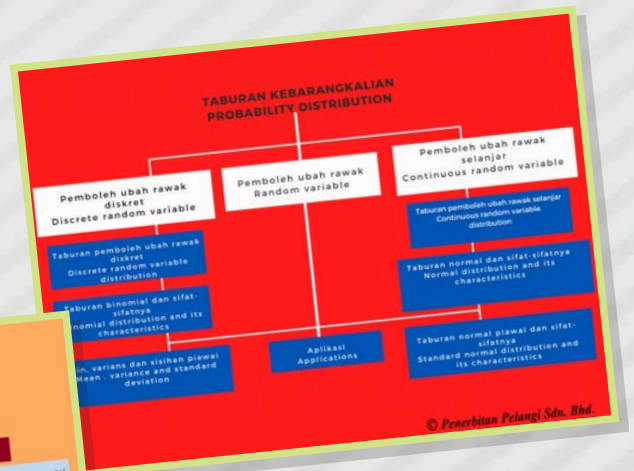 TABURAN KEBARANGKALIAN
PROBABILITY DISTRIBUTION
Pemboleh ubah rawak
diskret
Discrete random variable
Pemboleh ubah rawak
Random variable
Pemboleh ubah rawak
selanjar
Continuous random variable
Taburan pemboleh ubah rawak
diskret
Discrete random variable
distribution
Taburan pemboleh ubah rawak selanjar
Continuous random variable
distribution
Taburan binomial dan sifat-
sifatnya
nomial distribution and its
characteristics
Taburan normal dan sifat-sifatnya
Normal distribution and its
characteristics
in, varians dan sisihan piawai
Mean , variance and standard
deviation
Aplikasi
Applications
Taburan normal piawai dan sifat-
sifatnya
Standard normal distribution and
its characteristics
© Penerbitan Pelangi Sdn. Bhd.